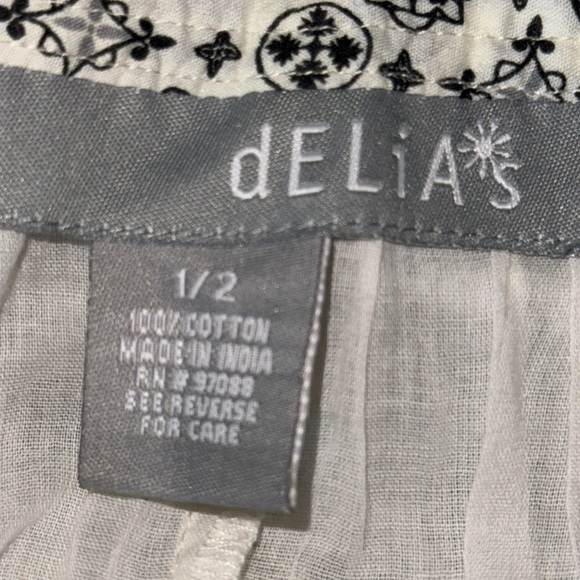 dELiA*s
1/2
100% COTTON
MADE IN INDIA
RN # 97088
SEE REVERSE
FOR CARE